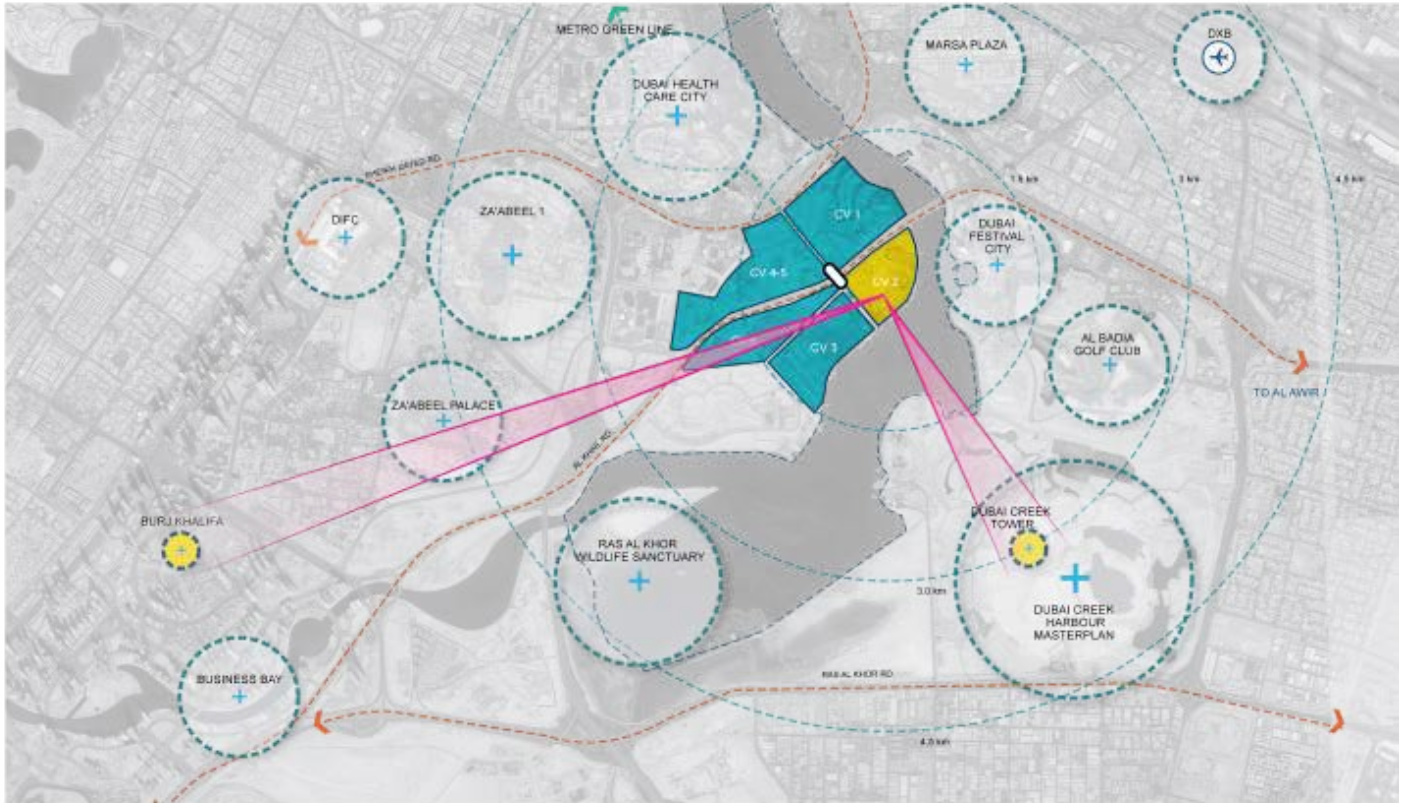 METRO GREEN LINE
MARSA PLAZA
DXB
DUBAI HEALTH
CARE CITY
SHEIKH ZAYED RD.
1.5 km
3 km
4.5 km
DIFC
ZA'ABEEL 1
CV 1
DUBAI
FESTIVAL
CITY
CV 4-5
CV 2
CV 3
AL BADIA
GOLF CLUB
TO AL AWIR
ZA'ABEEL PALACE
AL KHAIL RD.
BURJ KHALIFA
DUBAI CREEK
TOWER
RAS AL KHOR
WILDLIFE SANCTUARY
3.0 km
DUBAI CREEK
HARBOUR
MASTERPLAN
BUSINESS BAY
RAS AL KHOR RD
4.5 km